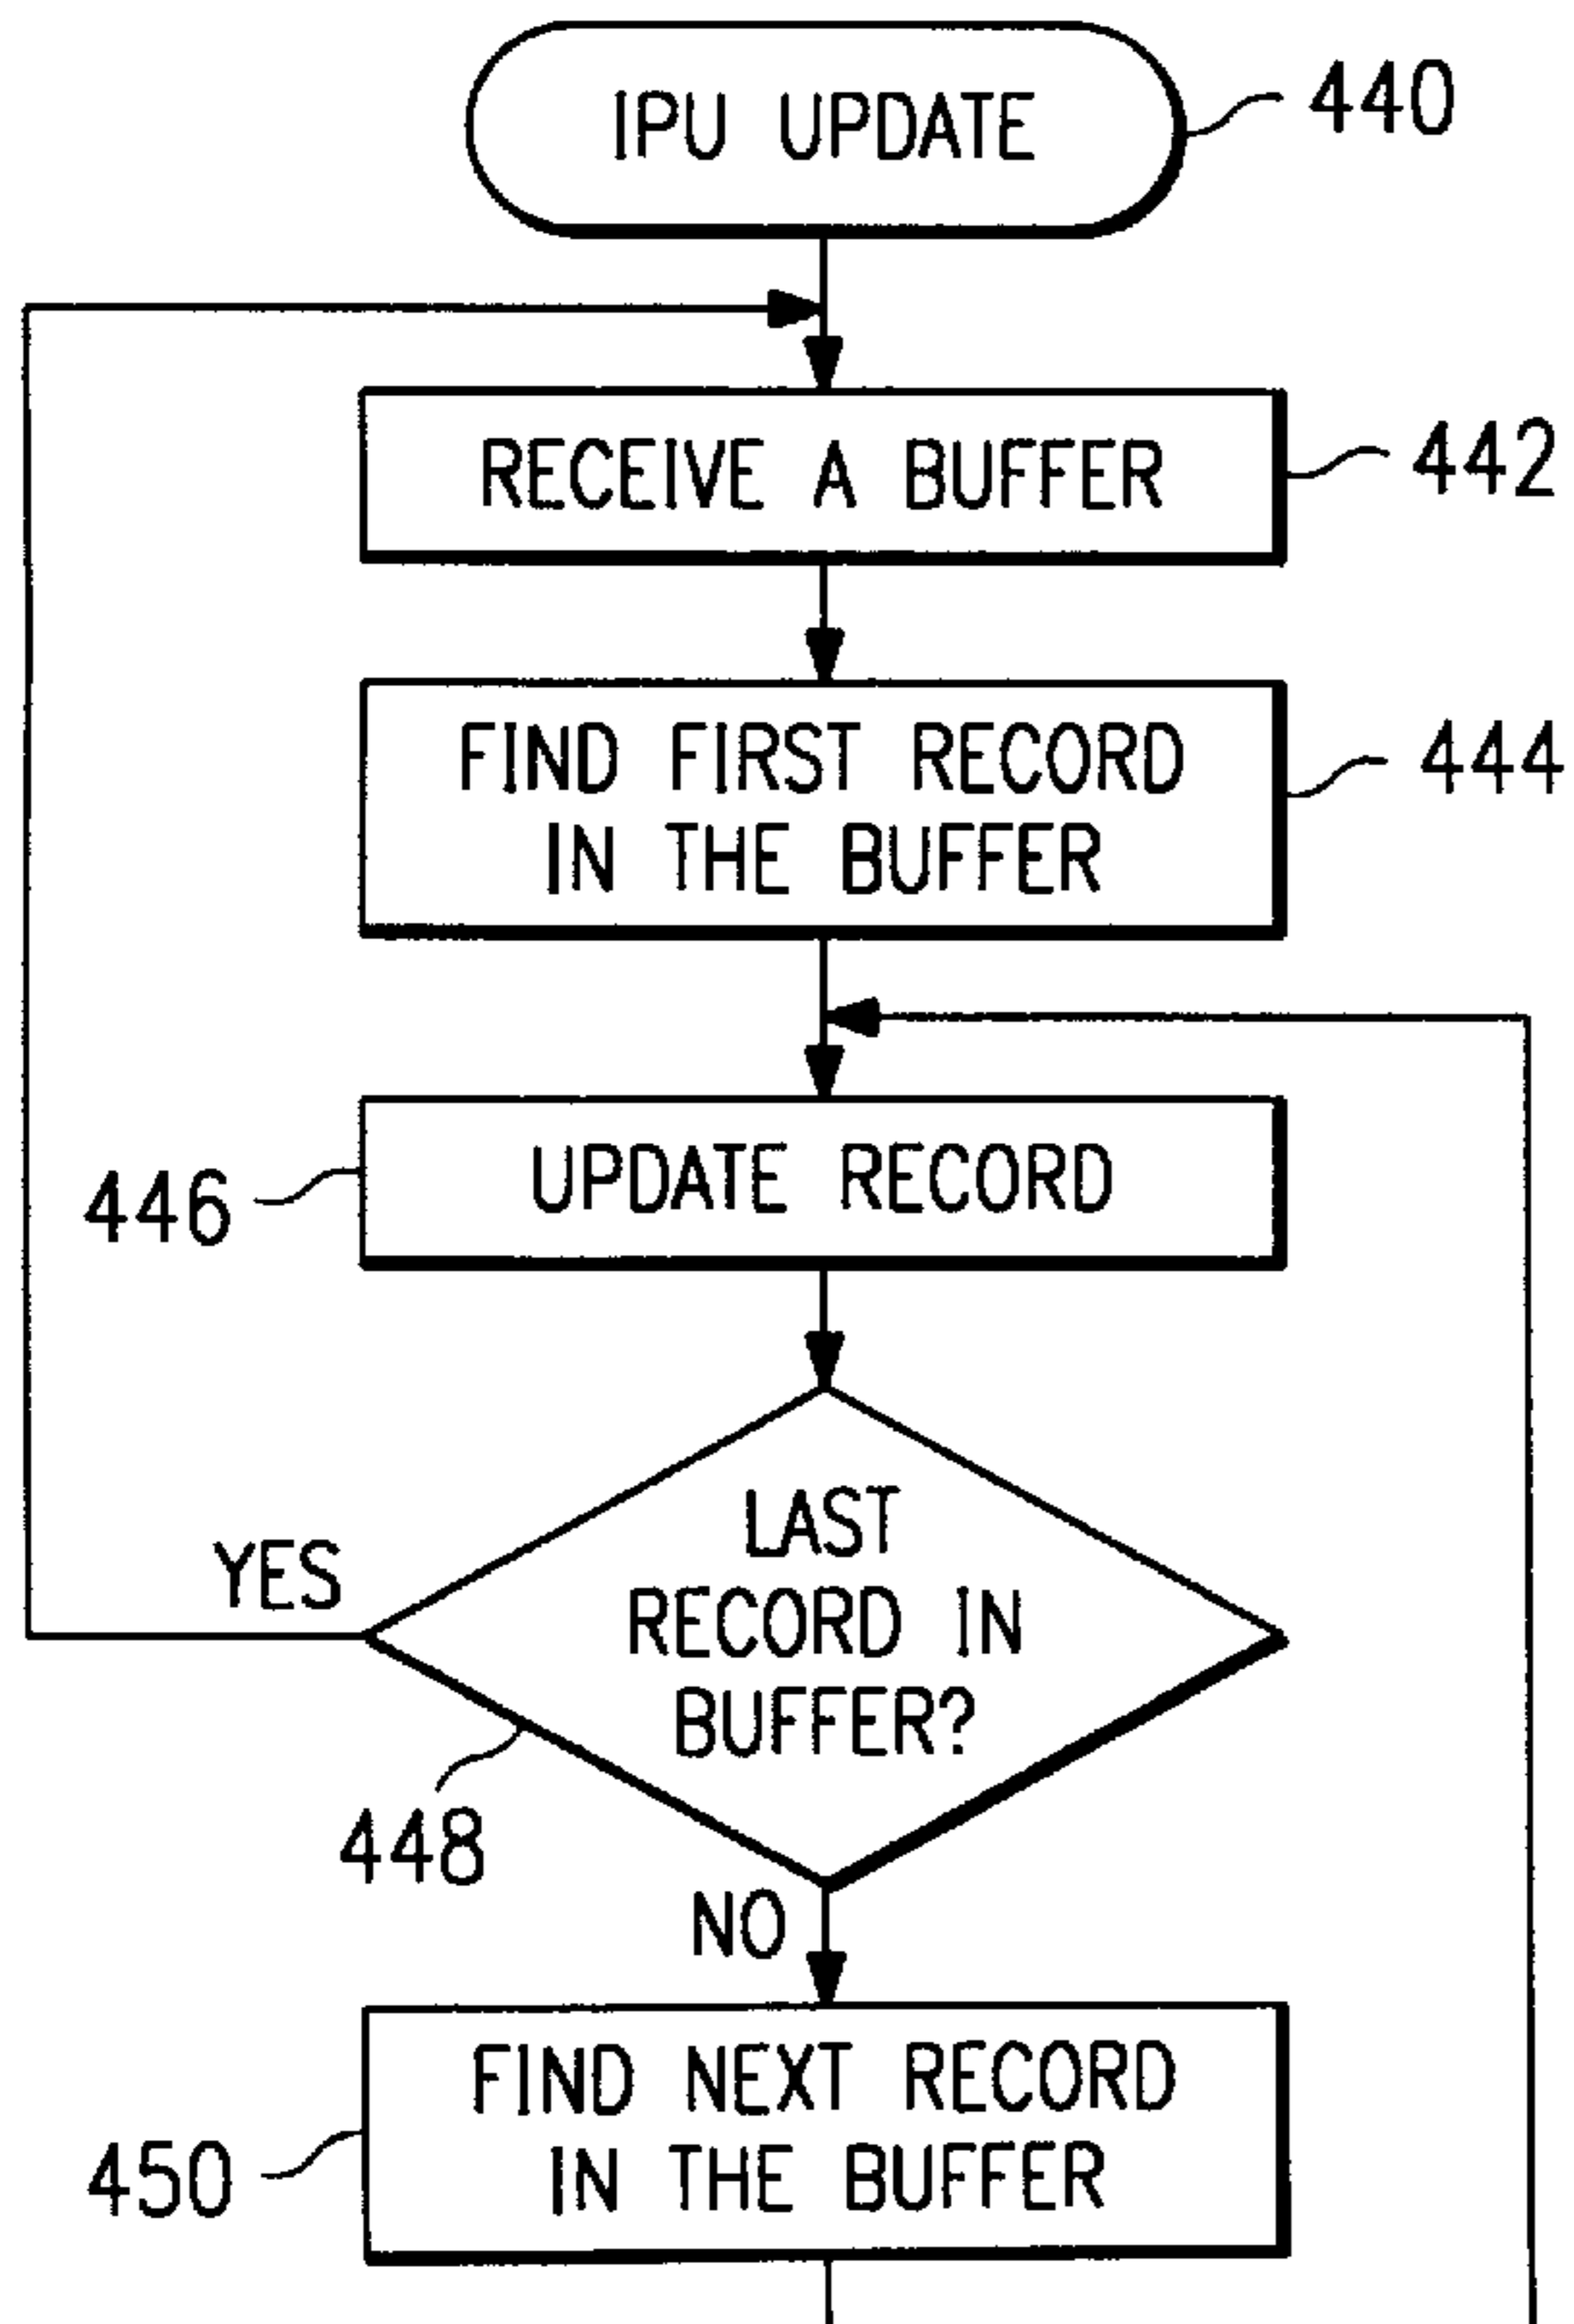 IPU UPDATE
440
RECEIVE A BUFFER
442
FIND FIRST RECORD
IN THE BUFFER
444
UPDATE RECORD
446
LAST
RECORD IN
BUFFER?
YES
448
NO
FIND NEXT RECORD
IN THE BUFFER
450